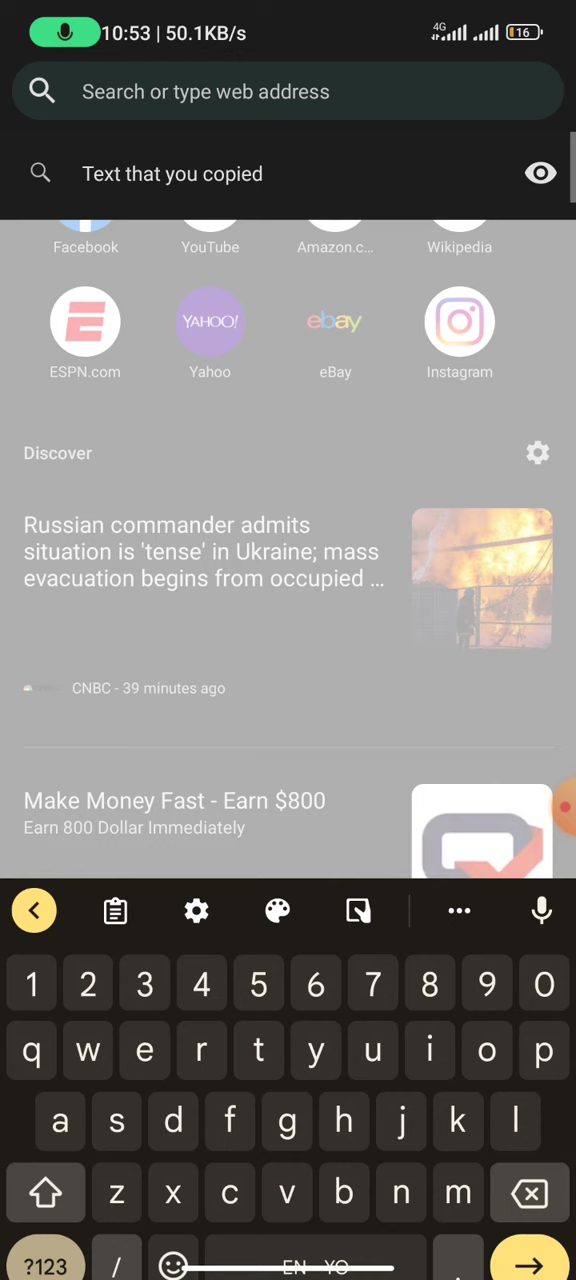 10:53 | 50.1KB/s 4G 16
Search or type web address
Text that you copied
Facebook YouTube Amazon.c... Wikipedia
YAHOO! ebay
ESPN.com Yahoo eBay Instagram
Discover
Russian commander admits
situation is 'tense' in Ukraine; mass
evacuation begins from occupied ...
CNBC - 39 minutes ago
Make Money Fast - Earn $800
Earn 800 Dollar Immediately
1 2 3 4 5 6 7 8 9 0
q w e r t y u i o p
a s d f g h j k l
z x c v b n m
?123 / EN YO